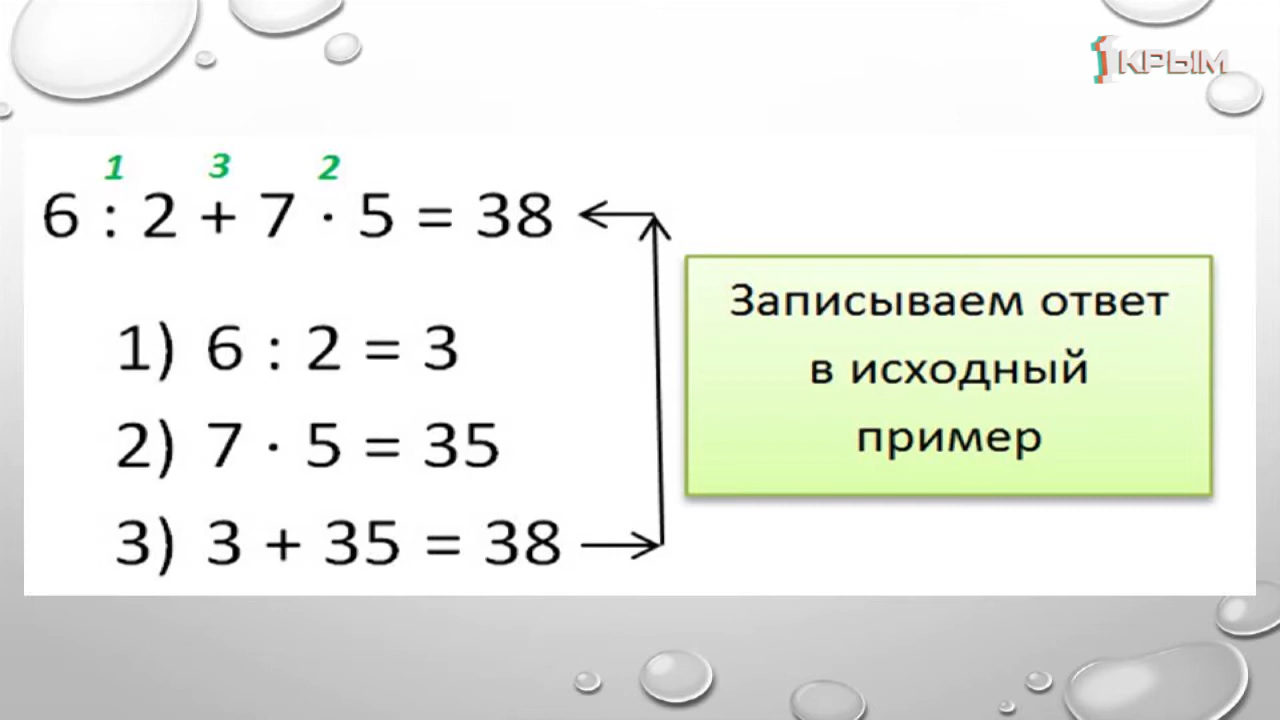 1КРЫМ
1 3 2
6 : 2 + 7 · 5 = 38
1) 6 : 2 = 3
2) 7 · 5 = 35
3) 3 + 35 = 38
Записываем ответ
в исходный
пример